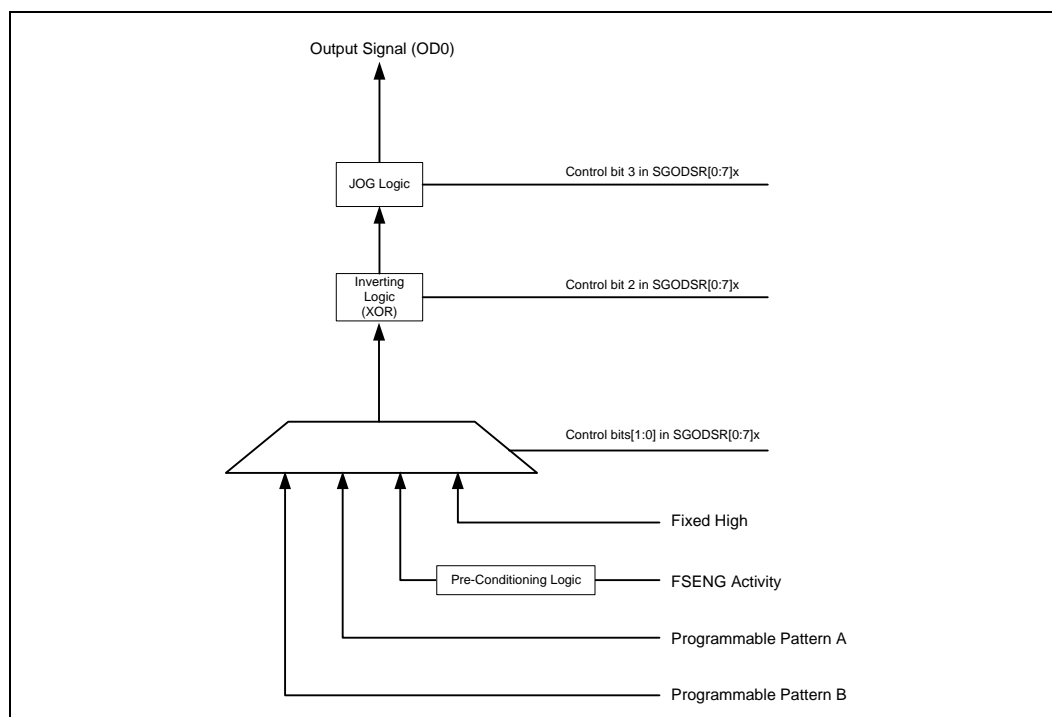 Output Signal (OD0)
JOG Logic
Control bit 3 in SGODSR[0:7]x
Inverting
Logic
(XOR)
Control bit 2 in SGODSR[0:7]x
Control bits[1:0] in SGODSR[0:7]x
Fixed High
Pre-Conditioning Logic
FSENG Activity
Programmable Pattern A
Programmable Pattern B